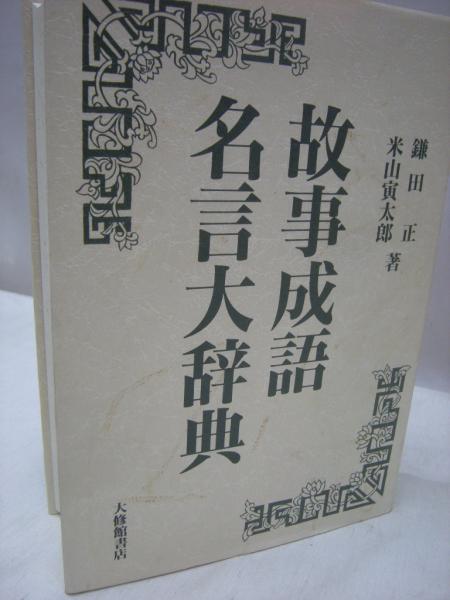 鎌田正
米山寅太郎 著
故事成語
名言大辞典
大修館書店